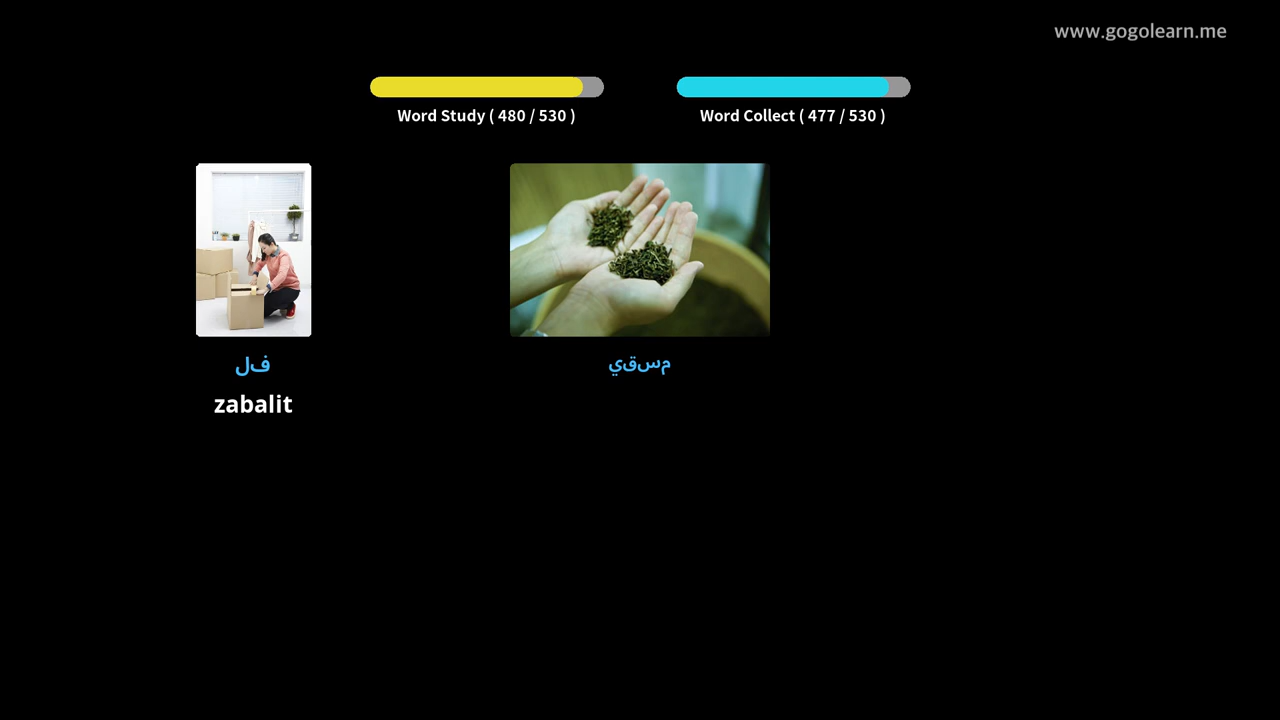 www.gogolearn.me
Word Study ( 480 / 530 )
Word Collect ( 477 / 530 )
فل
مسقي
zabalit